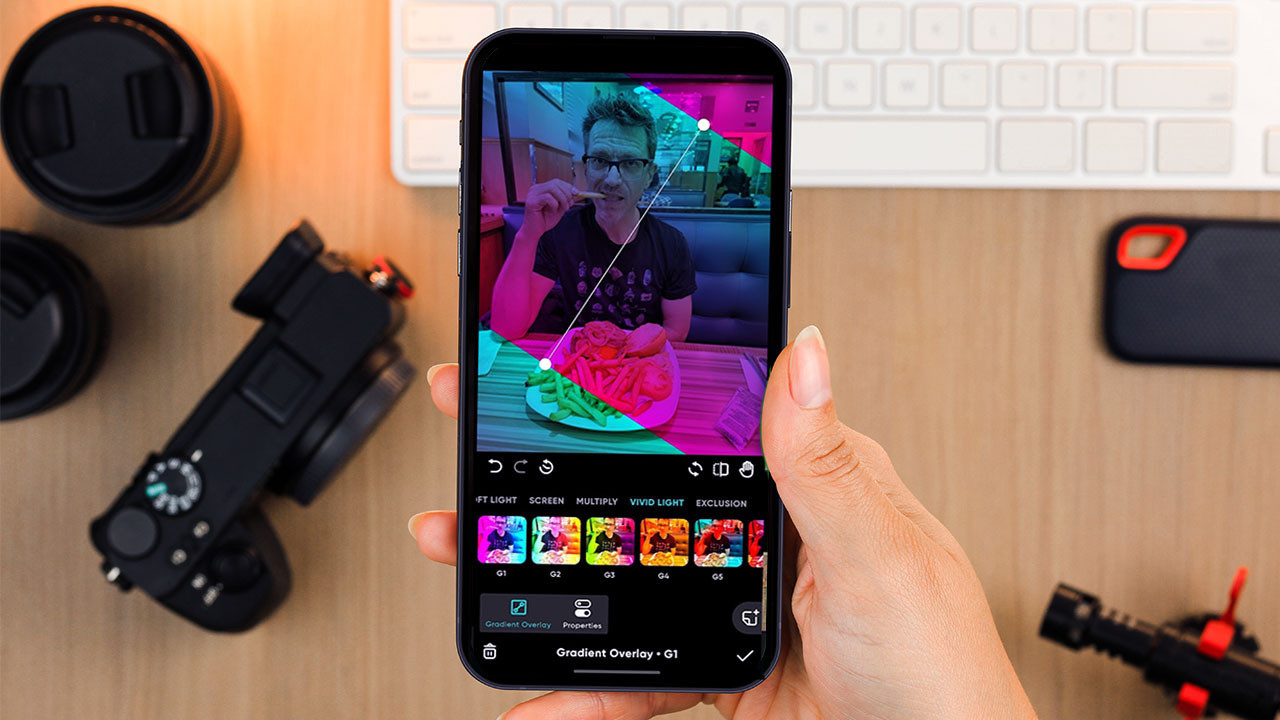 FT LIGHT SCREEN MULTIPLY VIVID LIGHT EXCLUSION
G1 G2 G3 G4 G5
Gradient Overlay Properties
Gradient Overlay • G1